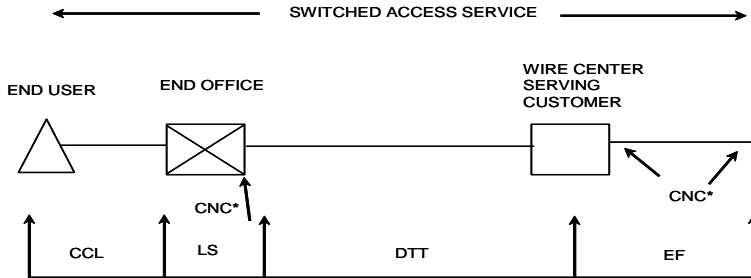 SWITCHED ACCESS SERVICE
END USER
END OFFICE
WIRE CENTER
SERVING
CUSTOMER
CNC*
CNC*
CCL
LS
DTT
EF